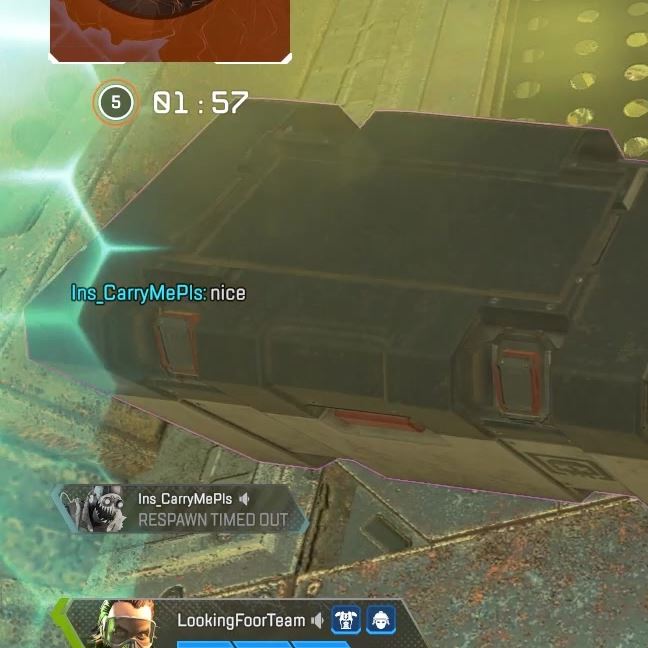 5 01:57
Ins_CarryMePls: nice
Ins_CarryMePls
RESPAWN TIMED OUT
LookingFoorTeam